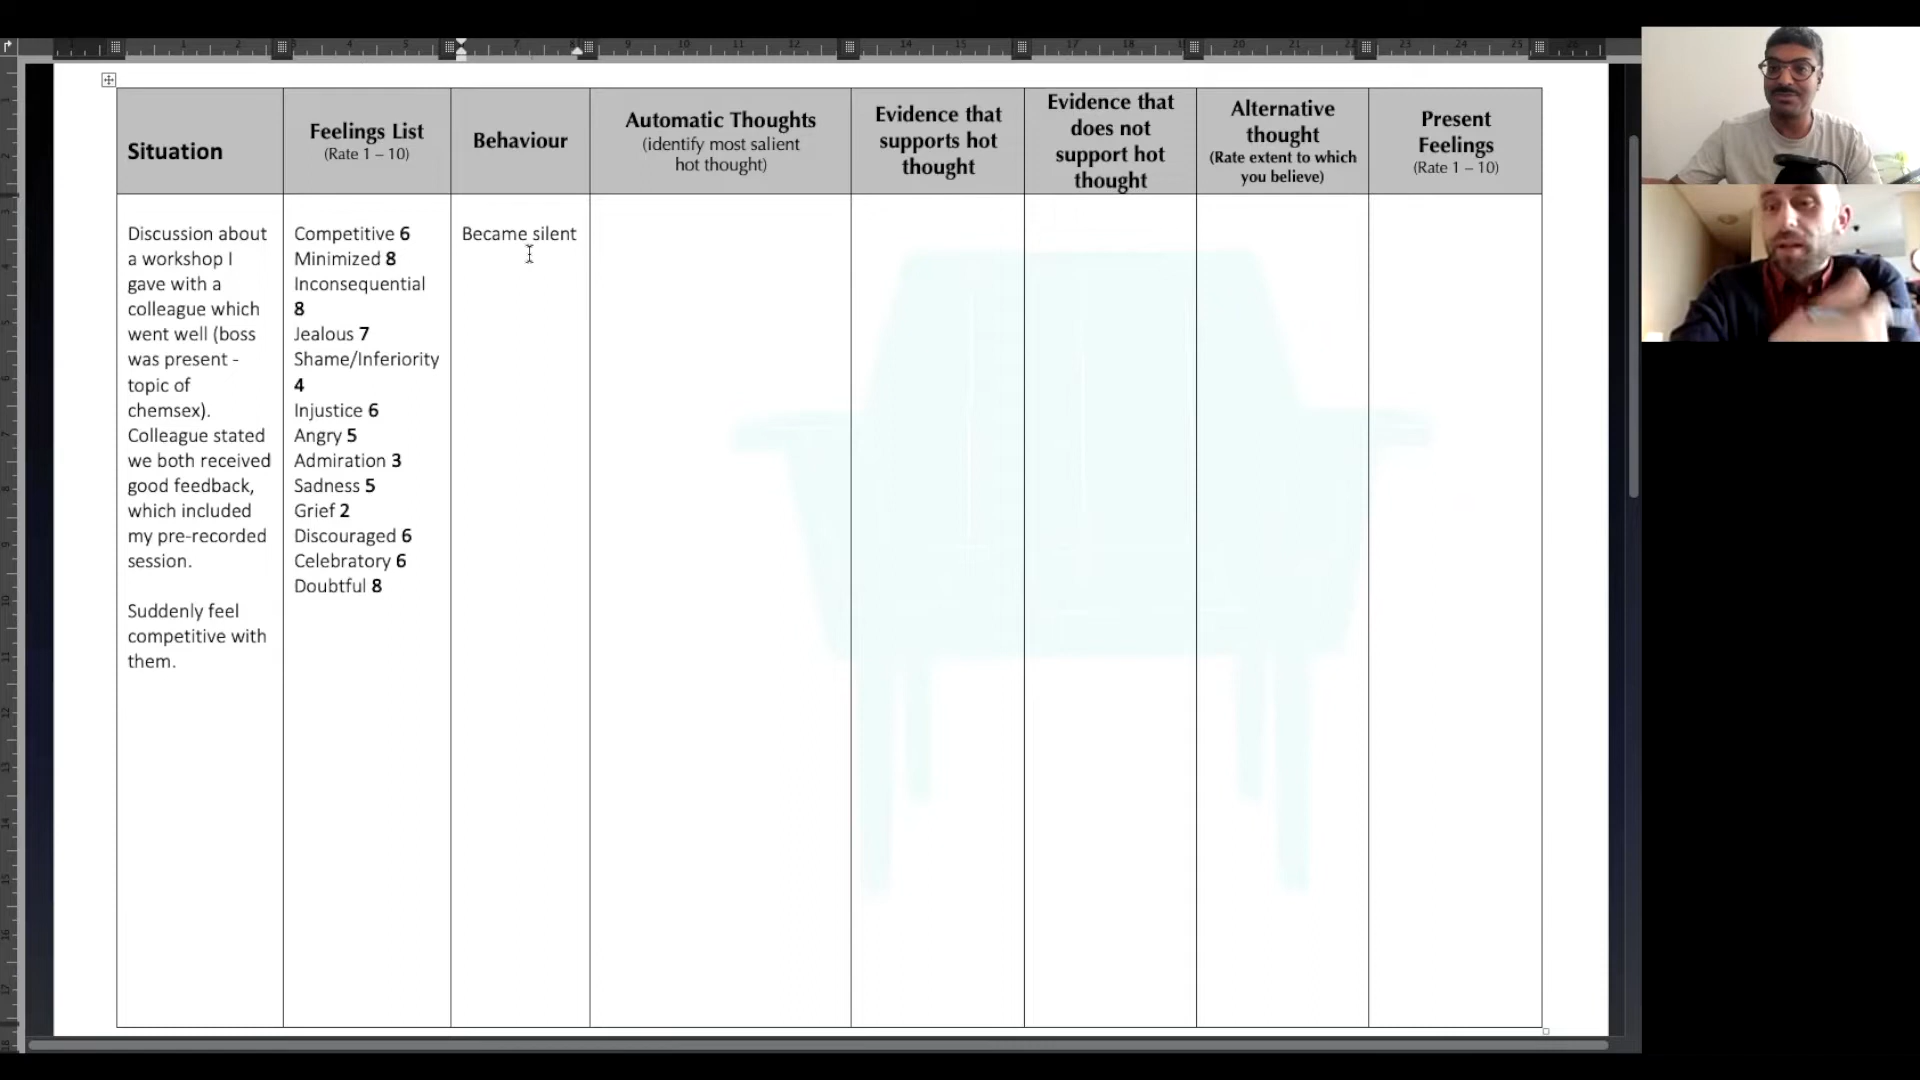 Situation
Feelings List
(Rate 1 – 10)
Behaviour
Automatic Thoughts
(identify most salient
hot thought)
Evidence that
supports hot
thought
Evidence that
does not
support hot
thought
Alternative
thought
(Rate extent to which
you believe)
Present
Feelings
(Rate 1 – 10)
Discussion about
a workshop I
gave with a
colleague which
went well (boss
was present -
topic of
chemsex).
Colleague stated
we both received
good feedback,
which included
my pre-recorded
session.
Suddenly feel
competitive with
them.
Competitive 6
Minimized 8
Inconsequential
8
Jealous 7
Shame/Inferiority
4
Injustice 6
Angry 5
Admiration 3
Sadness 5
Grief 2
Discouraged 6
Celebratory 6
Doubtful 8
Became silent